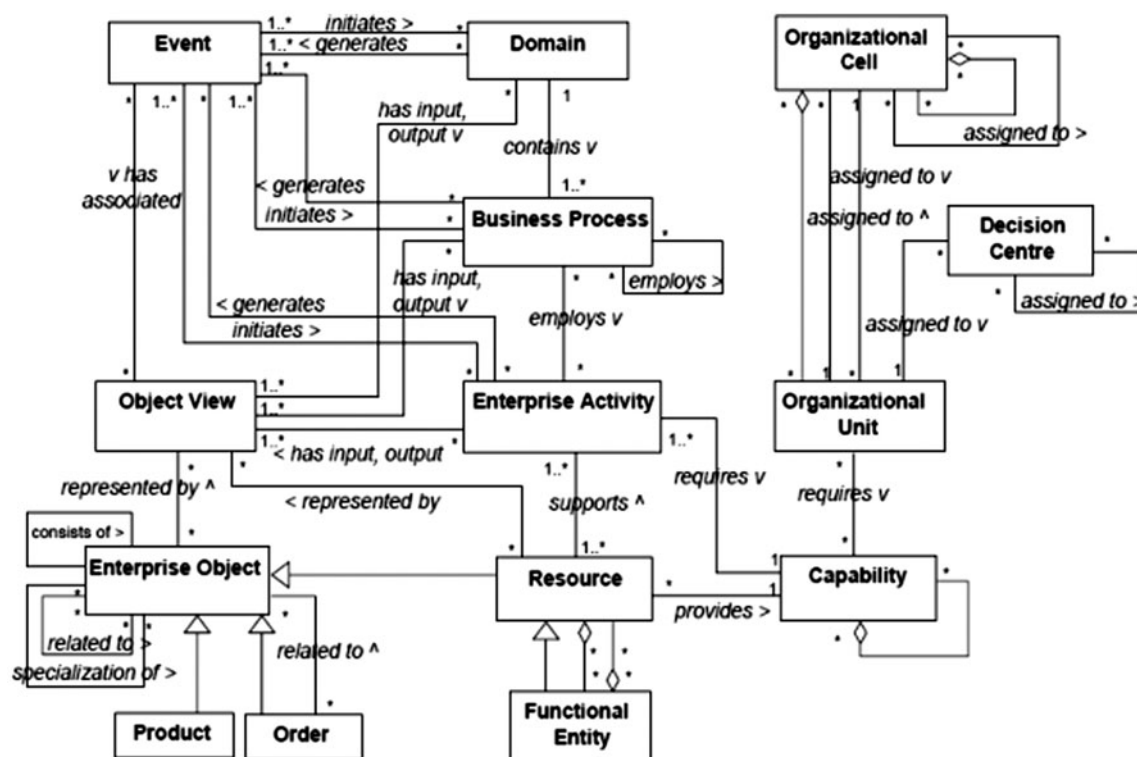 Event
1..*
initiates >
*
Domain
1..*
< generates
*
1..*
Organizational
Cell
*
*
*
assigned to >
*
1..*
*
1..*
*
1
has input,
output v
contains v
1..*
v has
associated
< generates
initiates >
*
*
Business Process
*
*
^
employs >
has input,
output v
*
employs v
*
< generates
initiates >
*
*
*
*
1
*
assigned to v
assigned to ^
Decision
Centre
*
*
*
assigned to >
assigned to v
*
1
*
1
Object View
1..*
1..*
1..*
Enterprise Activity
*
< has input, output
1..*
Organizational
Unit
*
*
represented by ^
< represented by
1..*
supports ^
requires v
*
requires v
consists of >
*
Enterprise Object
*
1..*
Resource
*
provides >
1
1
*
Capability
*
*
*
*
*
*
related to >
specialization of >
*
related to ^
*
Product
Order
*
*
*
*
Functional
Entity